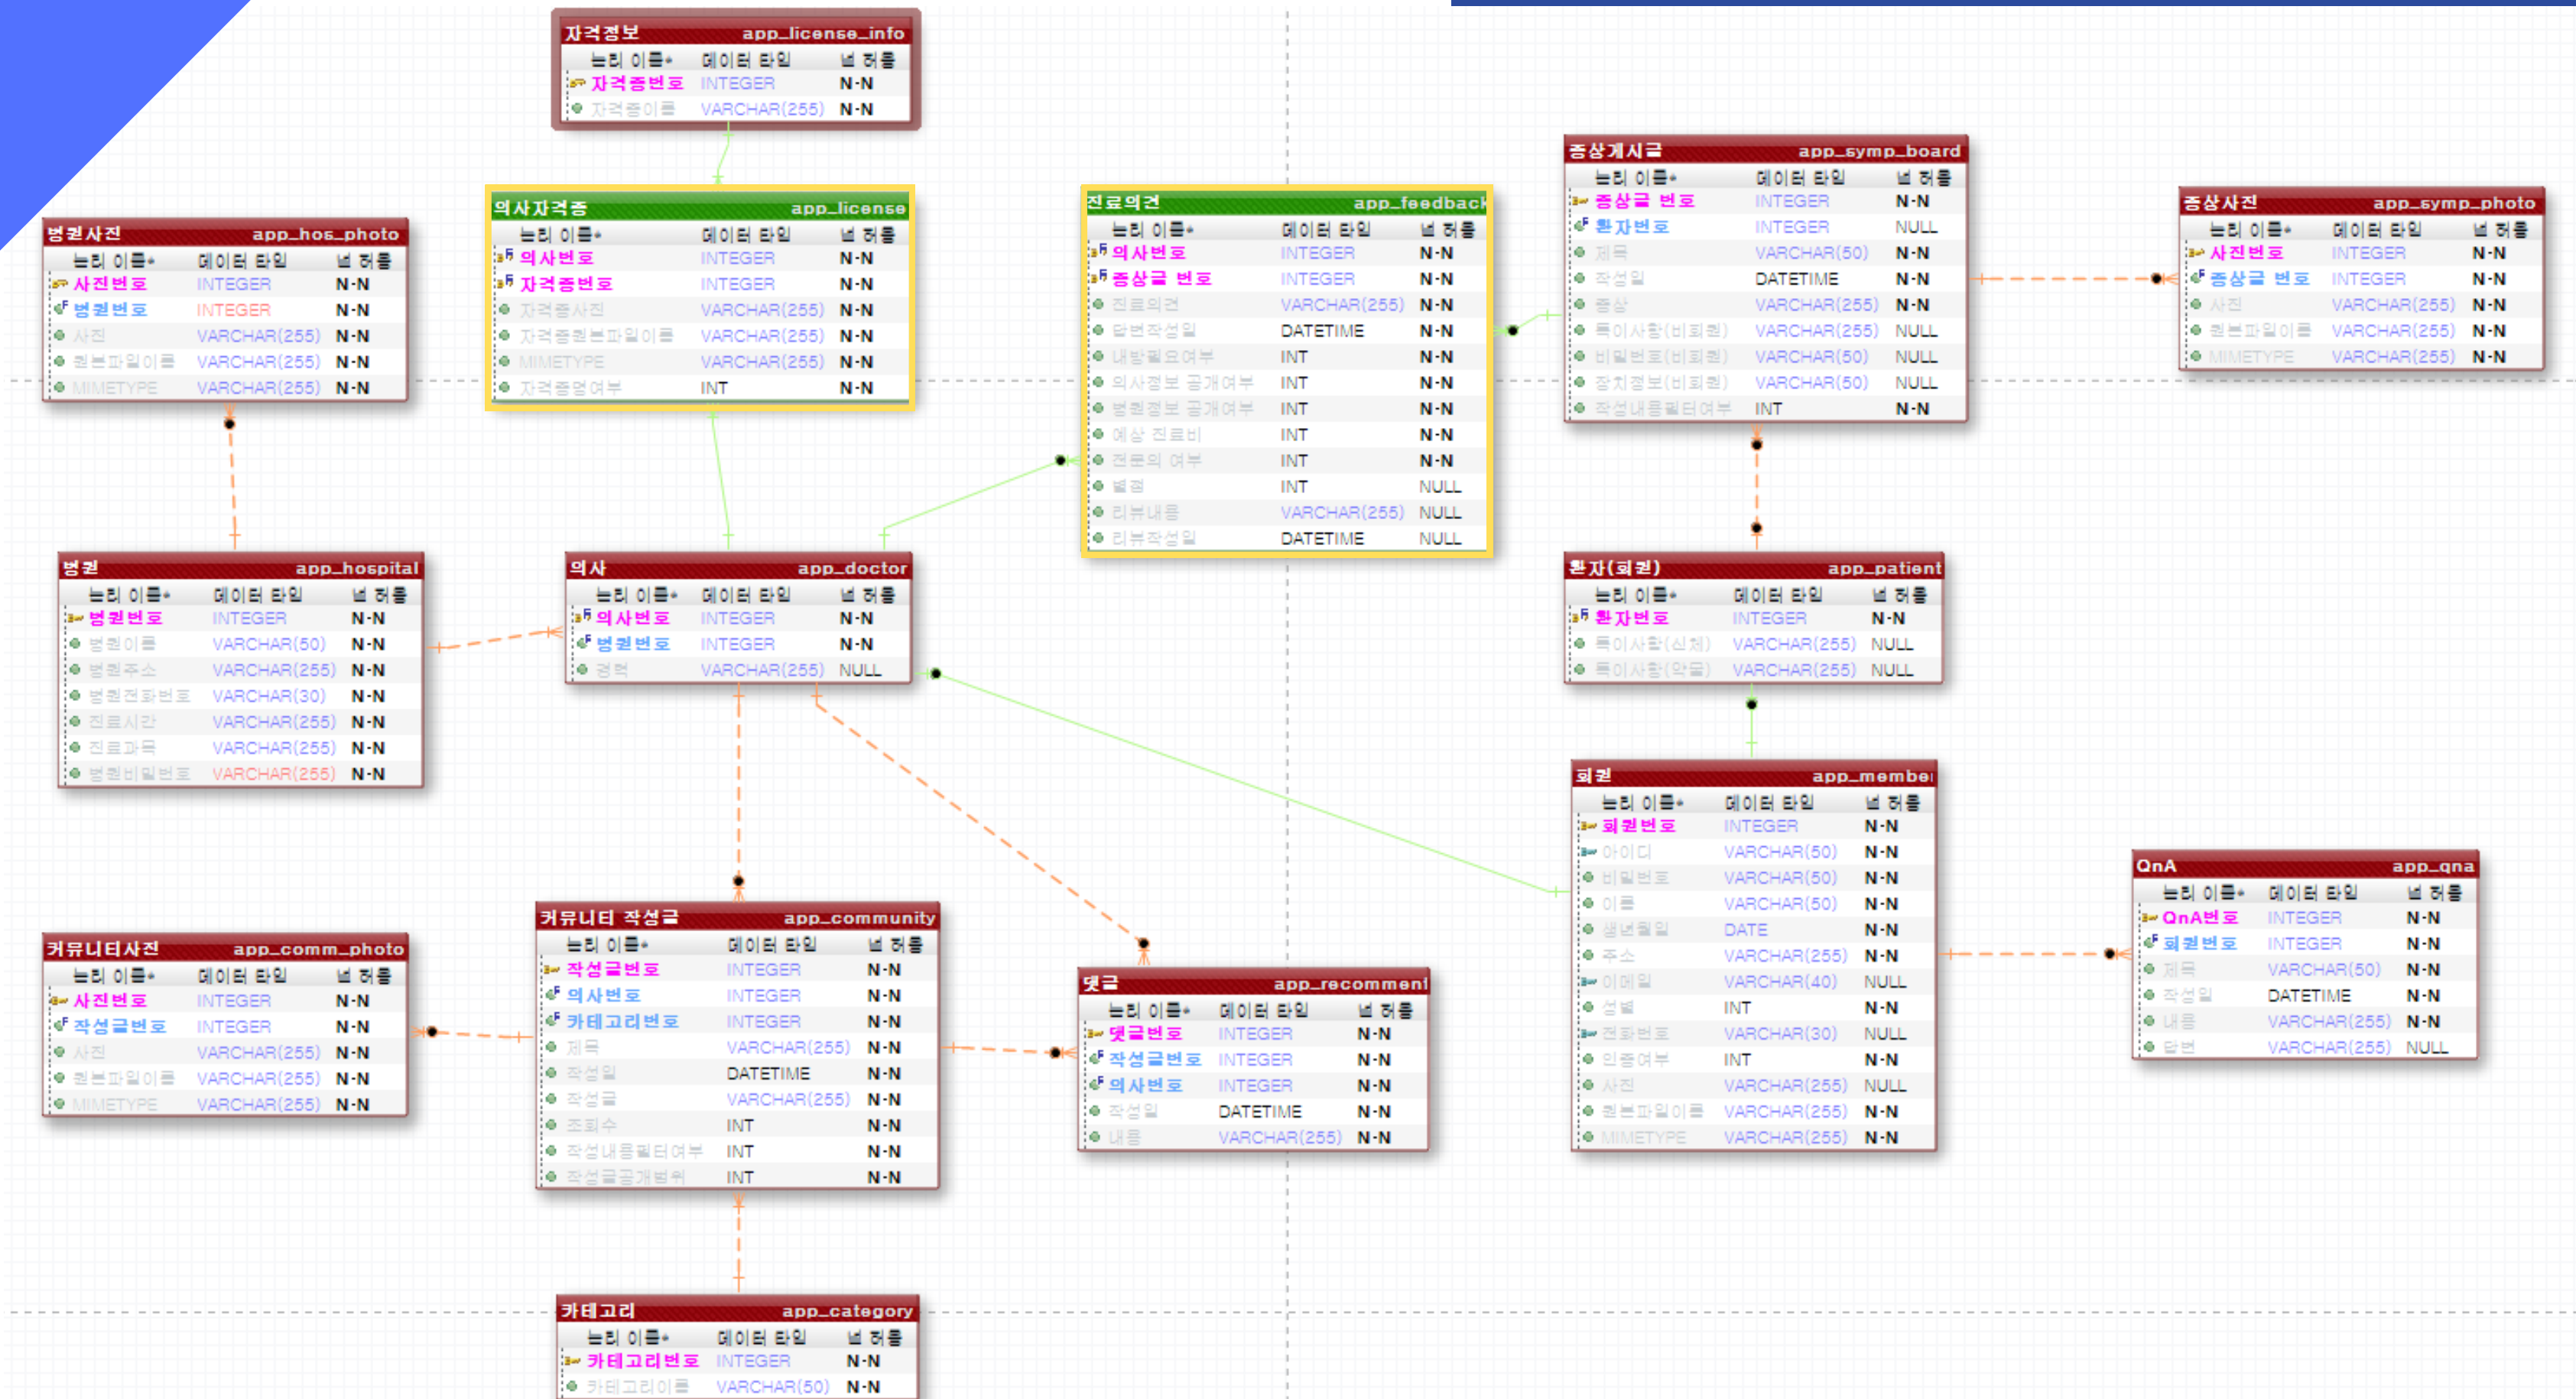 자격정보 app_license_info
논리 이름* 데이터 타입 널 허용
자격증번호 INTEGER N-N
자격증이름 VARCHAR(255) N-N
의사자격증 app_license
논리 이름* 데이터 타입 널 허용
의사번호 INTEGER N-N
자격증번호 INTEGER N-N
자격증사진 VARCHAR(255) N-N
자격증원본파일이름 VARCHAR(255) N-N
MIMETYPE VARCHAR(255) N-N
자격증명여부 INT N-N
진료의견 app_feedback
논리 이름* 데이터 타입 널 허용
의사번호 INTEGER N-N
증상글 번호 INTEGER N-N
진료의견 VARCHAR(255) N-N
답변작성일 DATETIME N-N
내방필요여부 INT N-N
의사정보 공개여부 INT N-N
병원정보 공개여부 INT N-N
예상 진료비 INT N-N
전문의 여부 INT N-N
별점 INT NULL
리뷰내용 VARCHAR(255) NULL
리뷰작성일 DATETIME NULL
증상게시글 app_symp_board
논리 이름* 데이터 타입 널 허용
증상글 번호 INTEGER N-N
환자번호 INTEGER NULL
제목 VARCHAR(50) N-N
작성일 DATETIME N-N
증상 VARCHAR(255) N-N
특이사항(비회원) VARCHAR(255) NULL
비밀번호(비회원) VARCHAR(50) NULL
장치정보(비회원) VARCHAR(50) NULL
작성내용필터여부 INT N-N
증상사진 app_symp_photo
논리 이름* 데이터 타입 널 허용
사진번호 INTEGER N-N
증상글 번호 INTEGER N-N
사진 VARCHAR(255) N-N
원본파일이름 VARCHAR(255) N-N
MIMETYPE VARCHAR(255) N-N
병원사진 app_hos_photo
논리 이름* 데이터 타입 널 허용
사진번호 INTEGER N-N
병원번호 INTEGER N-N
사진 VARCHAR(255) N-N
원본파일이름 VARCHAR(255) N-N
MIMETYPE VARCHAR(255) N-N
병원 app_hospital
논리 이름* 데이터 타입 널 허용
병원번호 INTEGER N-N
병원이름 VARCHAR(50) N-N
병원주소 VARCHAR(255) N-N
병원전화번호 VARCHAR(30) N-N
진료시간 VARCHAR(255) N-N
진료과목 VARCHAR(255) N-N
병원비밀번호 VARCHAR(255) N-N
의사 app_doctor
논리 이름* 데이터 타입 널 허용
의사번호 INTEGER N-N
병원번호 INTEGER N-N
경력 VARCHAR(255) NULL
환자(회원) app_patient
논리 이름* 데이터 타입 널 허용
환자번호 INTEGER N-N
특이사항(신체) VARCHAR(255) NULL
특이사항(약물) VARCHAR(255) NULL
회원 app_member
논리 이름* 데이터 타입 널 허용
회원번호 INTEGER N-N
아이디 VARCHAR(50) N-N
비밀번호 VARCHAR(50) N-N
이름 VARCHAR(50) N-N
생년월일 DATE N-N
주소 VARCHAR(255) N-N
이메일 VARCHAR(40) NULL
성별 INT N-N
전화번호 VARCHAR(30) NULL
인증여부 INT N-N
사진 VARCHAR(255) NULL
원본파일이름 VARCHAR(255) N-N
MIMETYPE VARCHAR(255) N-N
QnA app_qna
논리 이름* 데이터 타입 널 허용
QnA번호 INTEGER N-N
회원번호 INTEGER N-N
제목 VARCHAR(50) N-N
작성일 DATETIME N-N
내용 VARCHAR(255) N-N
답변 VARCHAR(255) NULL
커뮤니티사진 app_comm_photo
논리 이름* 데이터 타입 널 허용
사진번호 INTEGER N-N
작성글번호 INTEGER N-N
사진 VARCHAR(255) N-N
원본파일이름 VARCHAR(255) N-N
MIMETYPE VARCHAR(255) N-N
커뮤니티 작성글 app_community
논리 이름* 데이터 타입 널 허용
작성글번호 INTEGER N-N
의사번호 INTEGER N-N
카테고리번호 INTEGER N-N
제목 VARCHAR(255) N-N
작성일 DATETIME N-N
작성글 VARCHAR(255) N-N
조회수 INT N-N
작성내용필터여부 INT N-N
작성글공개범위 INT N-N
댓글 app_recomment
논리 이름* 데이터 타입 널 허용
댓글번호 INTEGER N-N
작성글번호 INTEGER N-N
의사번호 INTEGER N-N
작성일 DATETIME N-N
내용 VARCHAR(255) N-N
카테고리 app_category
논리 이름* 데이터 타입 널 허용
카테고리번호 INTEGER N-N
카테고리이름 VARCHAR(50) N-N